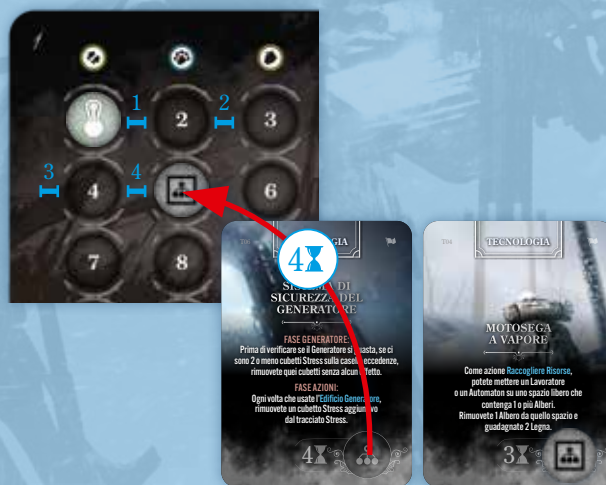 1
2
2
3
3
4
4
6
7
8
4
TECNOLOGIA
SICUREZZA DEL
GENERATORE
FASE GENERATORE:
Prima di verificare se il Generatore si guasta, se ci
sono 2 o meno cubetti Stress sulla casella eccedenze,
rimuovete quei cubetti senza alcun effetto.
FASE AZIONI:
Ogni volta che usate l'Edificio Generatore,
rimuovete un cubetto Stress aggiuntivo
dal tracciato Stress.
4
T04
TECNOLOGIA
MOTOSEGA
A VAPORE
Come azione Raccogliere Risorse,
potete mettere un Lavoratore
o un Automaton su uno spazio libero che
contenga 1 o più Alberi.
Rimuovete 1 Albero da quello spazio e
guadagnate 2 Legna.
3